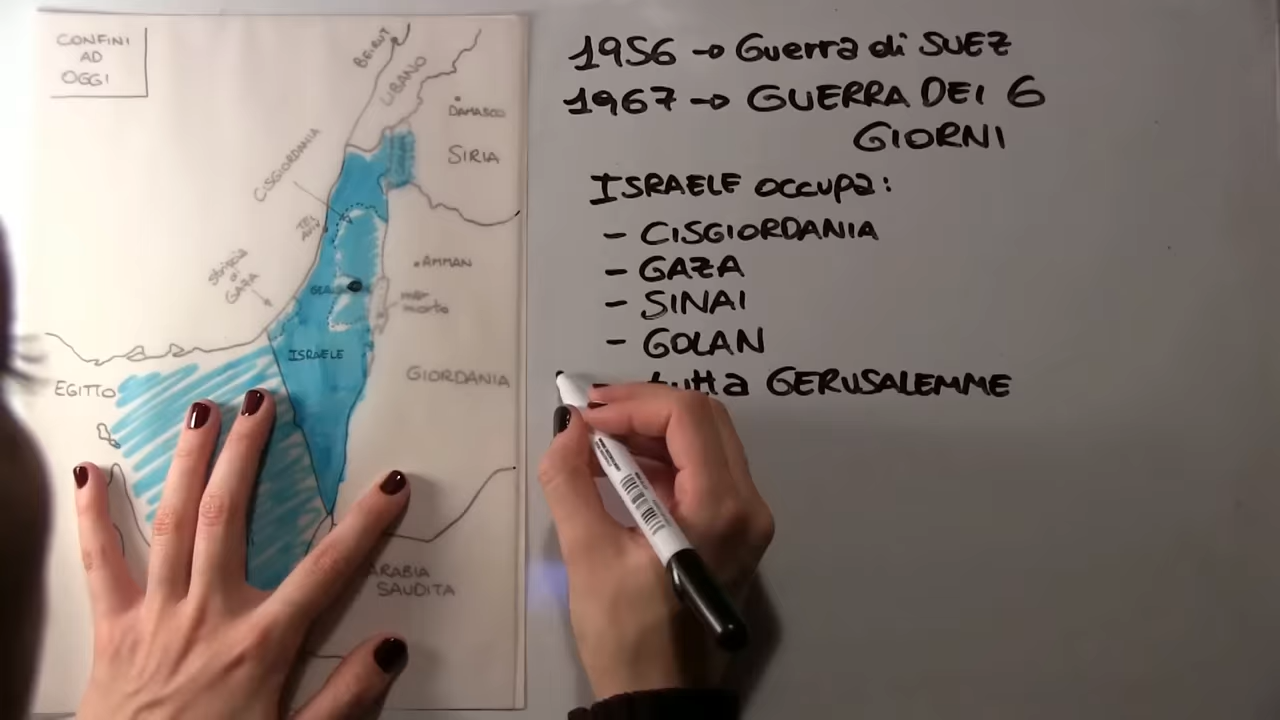 CONFINI
AD
OGGI
BEIRUT
LIBANO
DAMASCO
SIRIA
CISGIORDANIA
TEL
AVIV
Striscia
di
GAZA
AMMAN
mar
morto
ISRAELE
GIORDANIA
EGITTO
ARABIA
SAUDITA
1956 → Guerra di SUEZ
1967 → GUERRA DEI 6
GIORNI
ISRAELE occupa:
- CISGIORDANIA
- GAZA
- SINAI
- GOLAN
- tutta GERUSALEMME